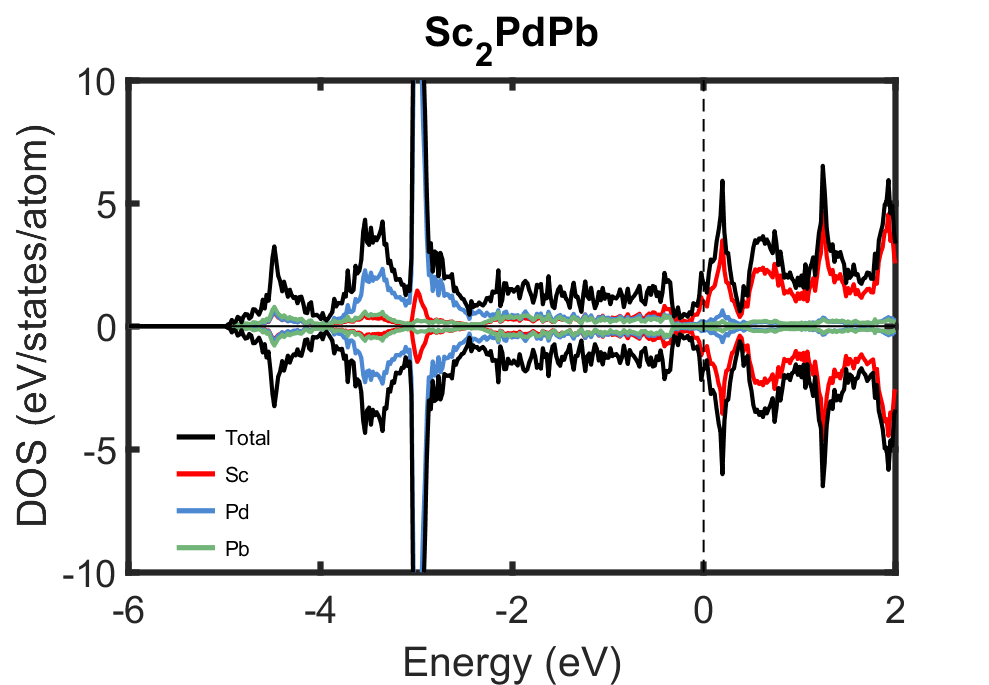 Sc2PdPb
10
5
0
-5
-10
DOS (eV/states/atom)
Total
Sc
Pd
Pb
-6 -4 -2 0 2
Energy (eV)